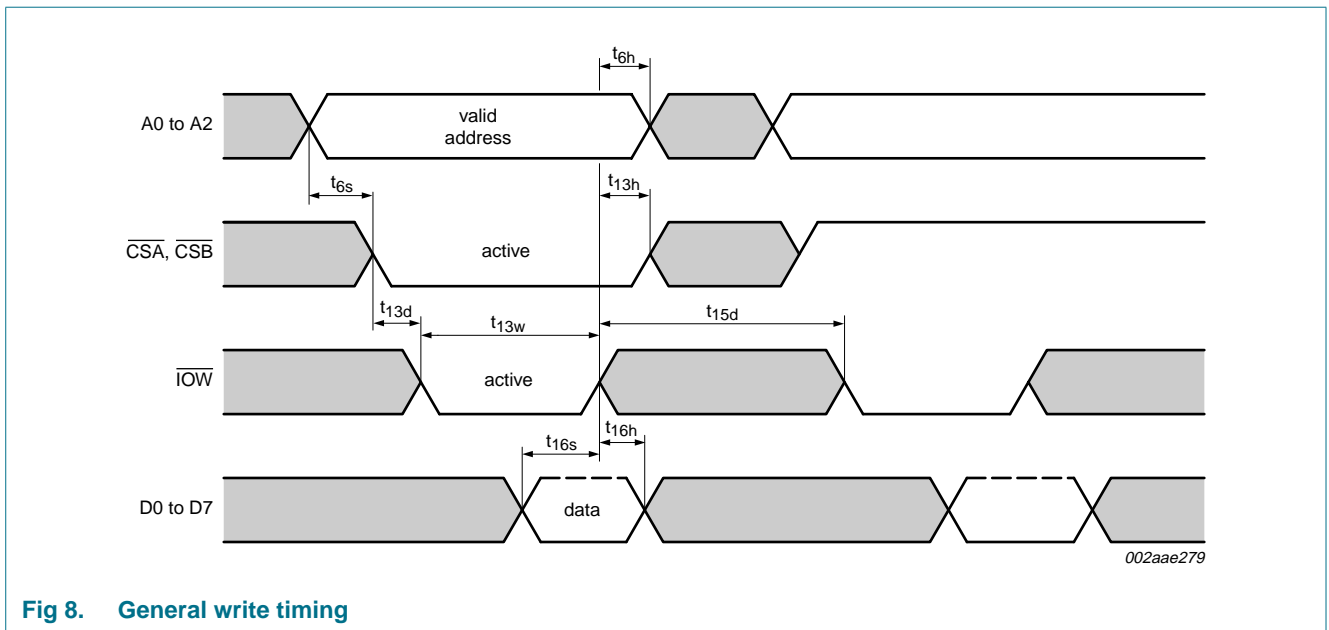 t6h
A0 to A2
valid
address
t6s
t13h
CSA, CSB
active
t13d
t13w
t15d
IOW
active
t16s
t16h
D0 to D7
data
002aae279
Fig 8. General write timing